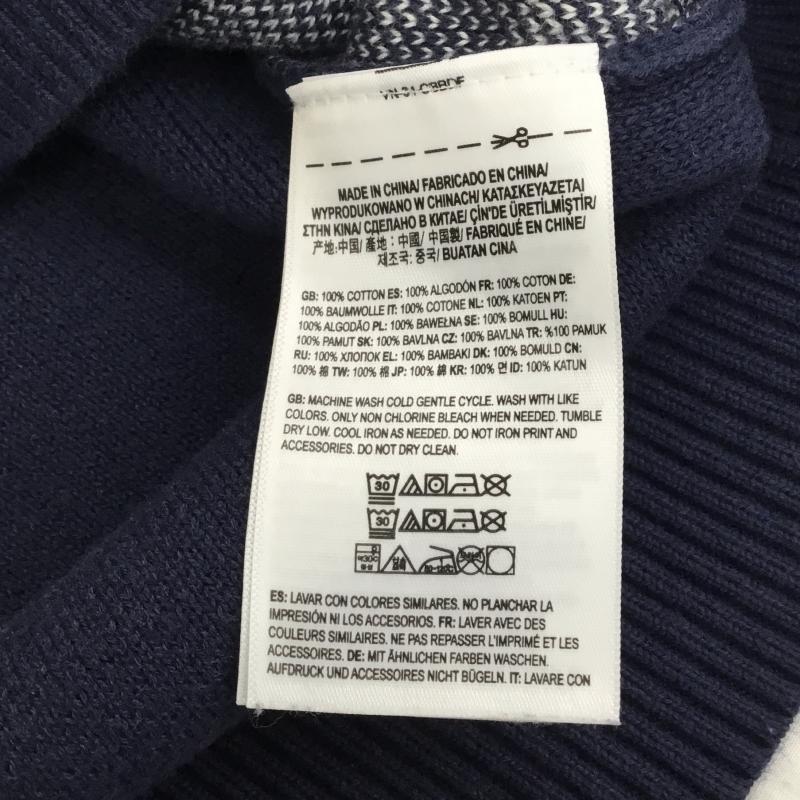 MADE IN CHINA/ FABRICADO EN CHINA/
WYPRODUKOWANO W CHINACH/ ΚΑΤΑΣΚΕΥΑΖΕΤΑΙ
ΣΤΗΝ ΚΙΝΑ/ СДЕЛАНО В КИТАЕ/ ÇİN'DE ÜRETİLMİŞTİR/
产地:中国/ 產地:中國/ 中国製/ FABRIQUÉ EN CHINE/
제조국: 중국/ BUATAN CINA
GB: 100% COTTON ES: 100% ALGODÓN FR: 100% COTON DE:
100% BAUMWOLLE IT: 100% COTONE NL: 100% KATOEN PT:
100% ALGODÃO PL: 100% BAWEŁNA SE: 100% BOMULL HU:
100% PAMUT SK: 100% BAVLNA CZ: 100% BAVLNA TR: %100 PAMUK
RU: 100% ХЛОПОК EL: 100% ΒΑΜΒΑΚΙ DK: 100% BOMULD CN:
100% 棉 TW: 100% 棉 JP: 100% 綿 KR: 100% 면 ID: 100% KATUN
GB: MACHINE WASH COLD GENTLE CYCLE. WASH WITH LIKE
COLORS. ONLY NON CHLORINE BLEACH WHEN NEEDED. TUMBLE
DRY LOW. COOL IRON AS NEEDED. DO NOT IRON PRINT AND
ACCESSORIES. DO NOT DRY CLEAN.
30
30
ES: LAVAR CON COLORES SIMILARES. NO PLANCHAR LA
IMPRESIÓN NI LOS ACCESORIOS. FR: LAVER AVEC DES
COULEURS SIMILAIRES. NE PAS REPASSER L'IMPRIMÉ ET LES
ACCESSOIRES. DE: MIT ÄHNLICHEN FARBEN WASCHEN.
AUFDRUCK UND ACCESSOIRES NICHT BÜGELN. IT: LAVARE CON